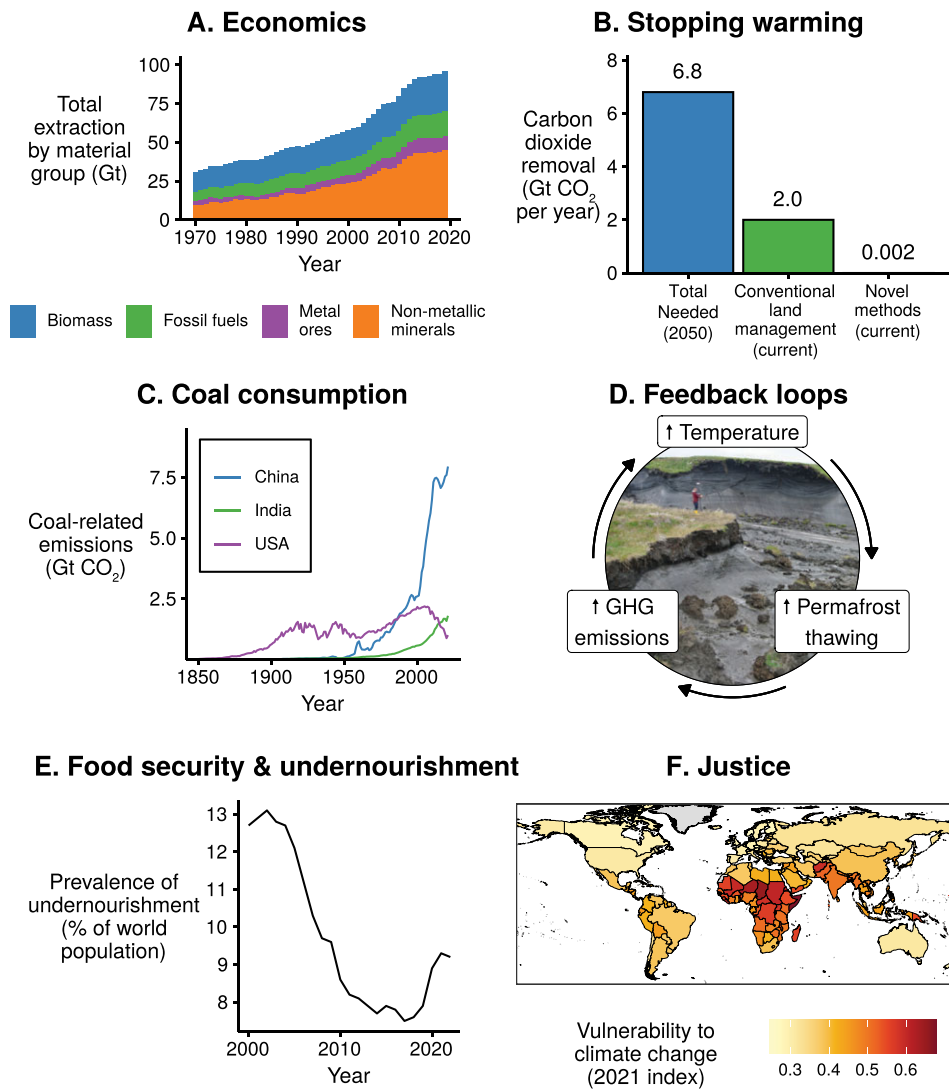 A. Economics
Total
extraction
by material
group (Gt)
100
75
50
25
0
1970 1980 1990 2000 2010 2020
Year
Biomass
Fossil fuels
Metal
ores
Non-metallic
minerals
B. Stopping warming
Carbon
dioxide
removal
(Gt CO₂
per year)
8
6
4
2
0
6.8
2.0
0.002
Total
Needed
(2050)
Conventional
land
management
(current)
Novel
methods
(current)
C. Coal consumption
Coal-related
emissions
(Gt CO₂)
7.5
5.0
2.5
China
India
USA
1850 1900 1950 2000
Year
D. Feedback loops
↑ Temperature
↑ GHG
emissions
↑ Permafrost
thawing
E. Food security & undernourishment
Prevalence of
undernourishment
(% of world
population)
13
12
11
10
9
8
2000 2010 2020
Year
F. Justice
Vulnerability to
climate change
(2021 index)
0.3 0.4 0.5 0.6